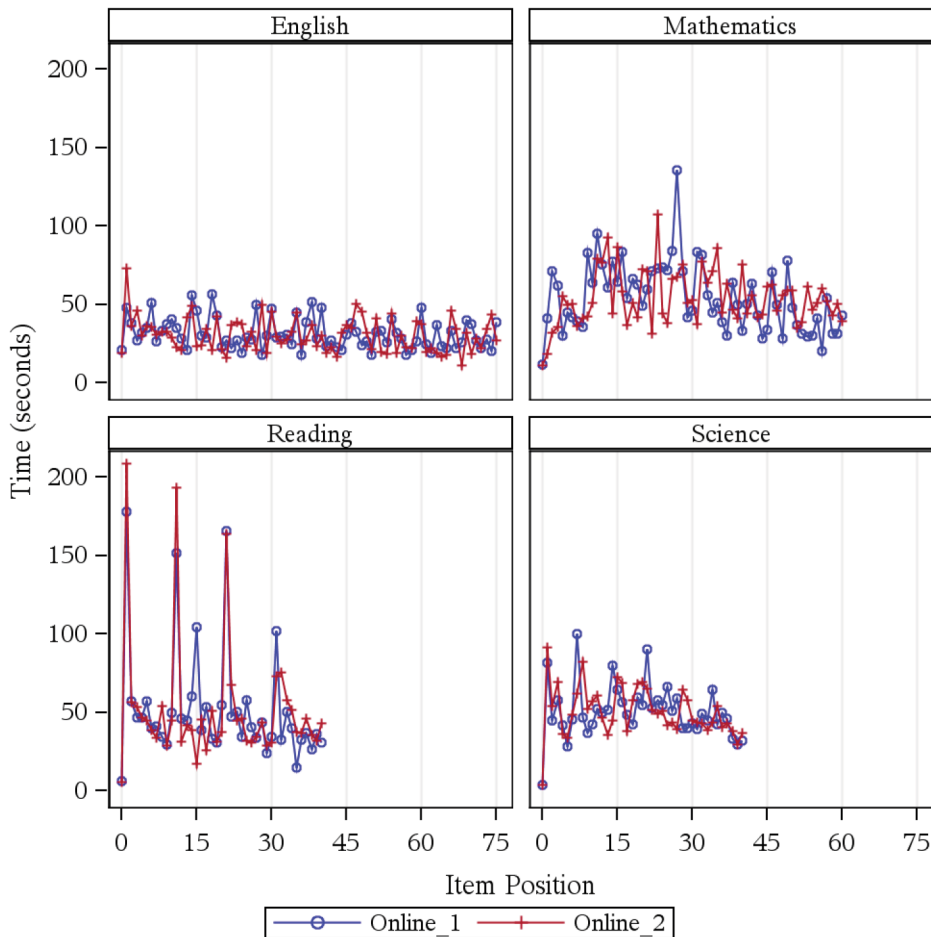 English
Mathematics
200
150
100
50
0
Reading
Science
200
150
100
50
0
Time (seconds)
0 15 30 45 60 75 0 15 30 45 60 75
Item Position
Online_1 Online_2